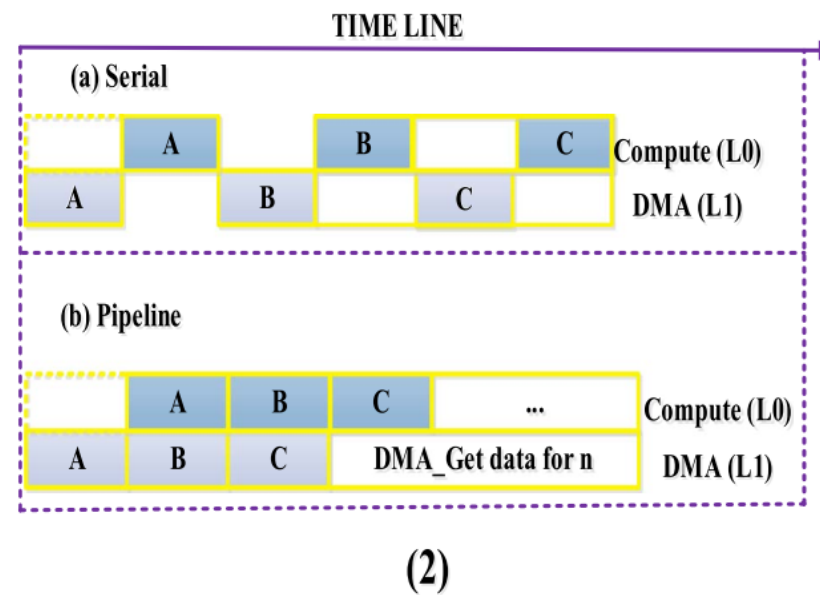 TIME LINE
(a) Serial
A B C Compute (L0)
A B C DMA (L1)
(b) Pipeline
A B C ... Compute (L0)
A B C DMA_Get data for n DMA (L1)
(2)